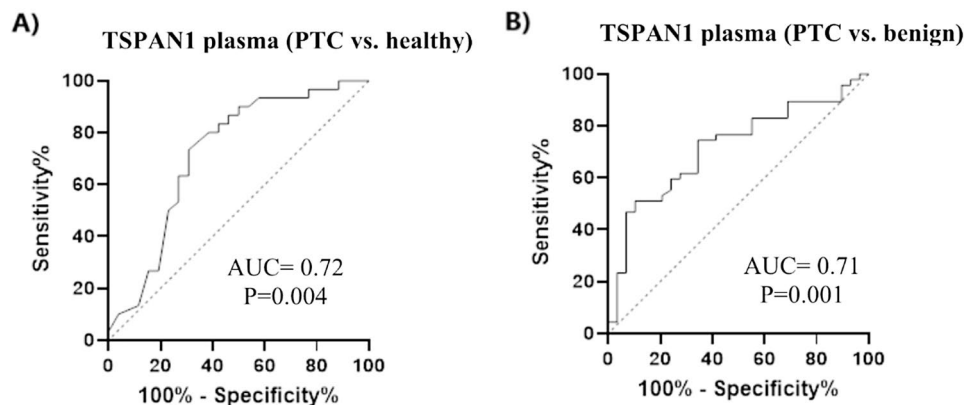 A)
TSPAN1 plasma (PTC vs. healthy)
100
80
60
40
20
0
Sensitivity%
0 20 40 60 80 100
100% - Specificity%
AUC= 0.72
P=0.004
B)
TSPAN1 plasma (PTC vs. benign)
100
80
60
40
20
0
Sensitivity%
0 20 40 60 80 100
100% - Specificity%
AUC= 0.71
P=0.001